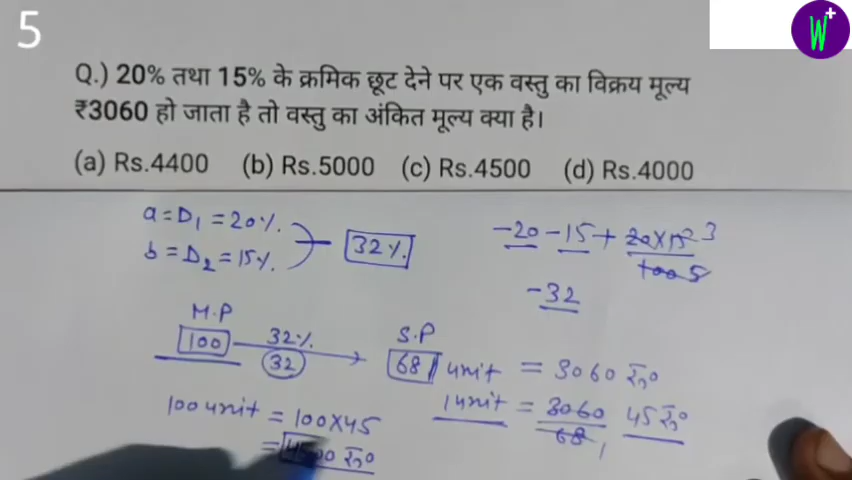 5
W+
Q.) 20% तथा 15% के क्रमिक छूट देने पर एक वस्तु का विक्रय मूल्य
₹3060 हो जाता है तो वस्तु का अंकित मूल्य क्या है।
(a) Rs.4400 (b) Rs.5000 (c) Rs.4500 (d) Rs.4000
a = D₁ = 20%.
b = D₂ = 15%.
32%.
-20 -15 + 20×15 3
100 5
-32
M.P
100
32%.
32
S.P
68 unit = 3060 रु०
1 unit = 3060 45 रु०
68 1
100 unit = 100×45
= 4500 रु०